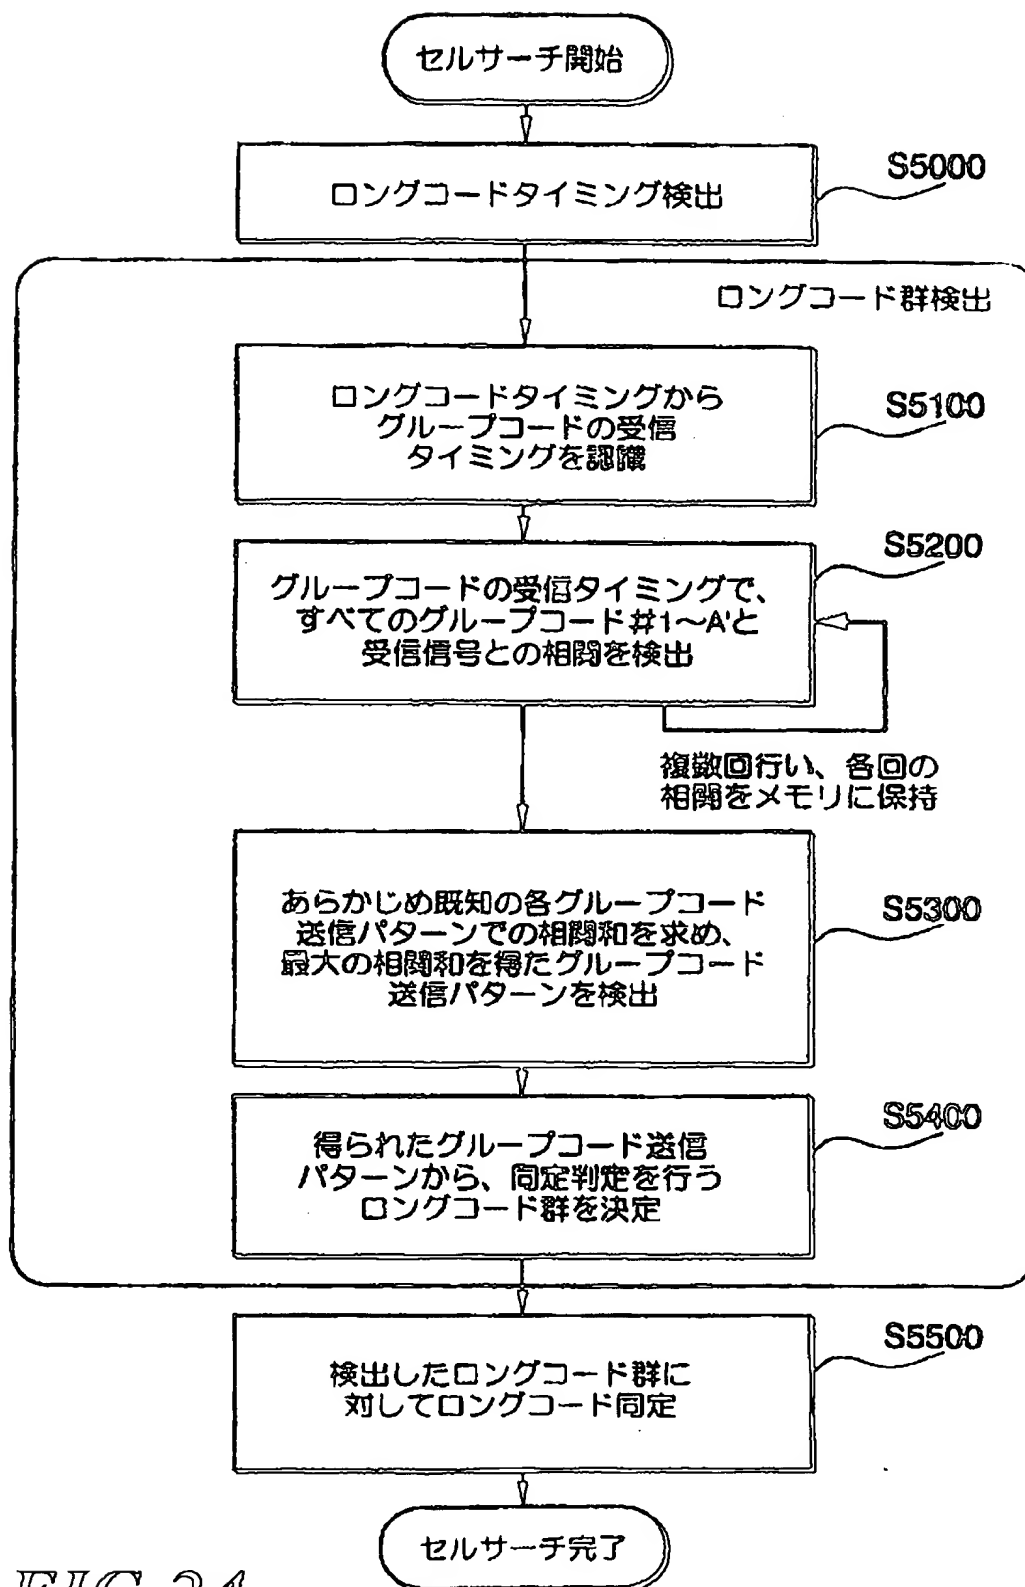 セルサーチ開始
ロングコードタイミング検出
S5000
ロングコード群検出
ロングコードタイミングから
グループコードの受信
タイミングを認識
S5100
グループコードの受信タイミングで、
すべてのグループコード#1〜A'と
受信信号との相関を検出
S5200
複数回行い、各回の
相関をメモリに保持
あらかじめ既知の各グループコード
送信パターンでの相関和を求め、
最大の相関和を得たグループコード
送信パターンを検出
S5300
得られたグループコード送信
パターンから、同定判定を行う
ロングコード群を決定
S5400
検出したロングコード群に
対してロングコード同定
S5500
セルサーチ完了
FIG.24